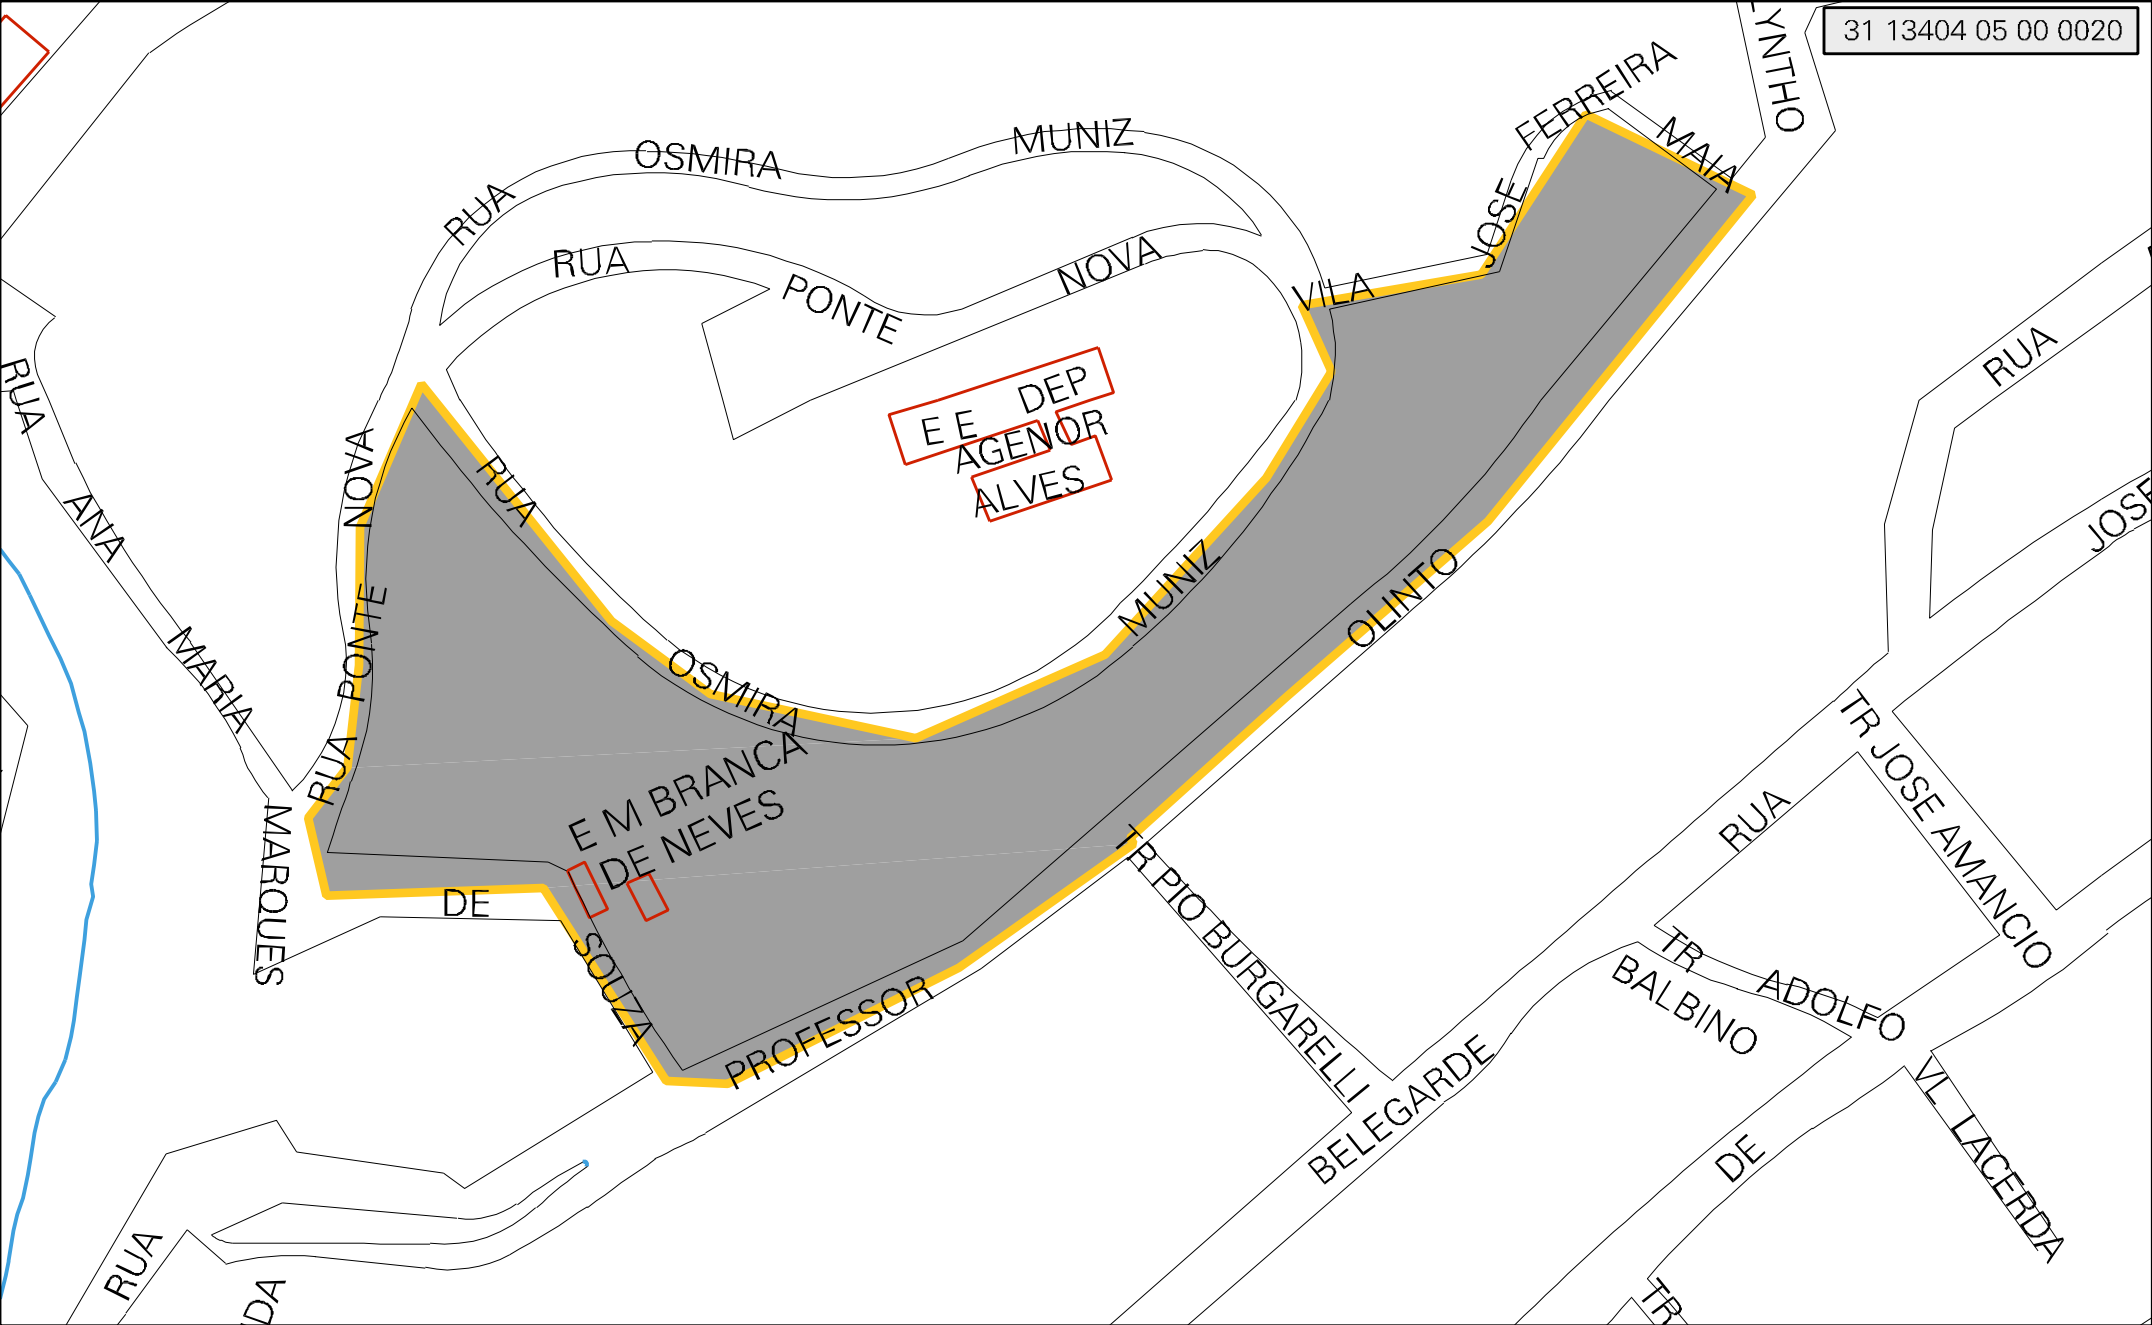 31 13404 05 00 0020
YNTHO
FERREIRA
MAIA
JOSE
VILA
RUA OSMIRA MUNIZ
RUA PONTE NOVA
RUA
JOSE
E E DEP
AGENOR
ALVES
RUA ANA MARIA MARQUES
RUA PONTE NOVA
RUA OSMIRA MUNIZ
E M BRANCA
DE NEVES
DE SOUZA
PROFESSOR OLINTO
TR PIO BURGARELLI
TR JOSE AMANCIO
RUA
TR ADOLFO
BALBINO
BELEGARDE
DE
VL LACERDA
TR
RUA
DA